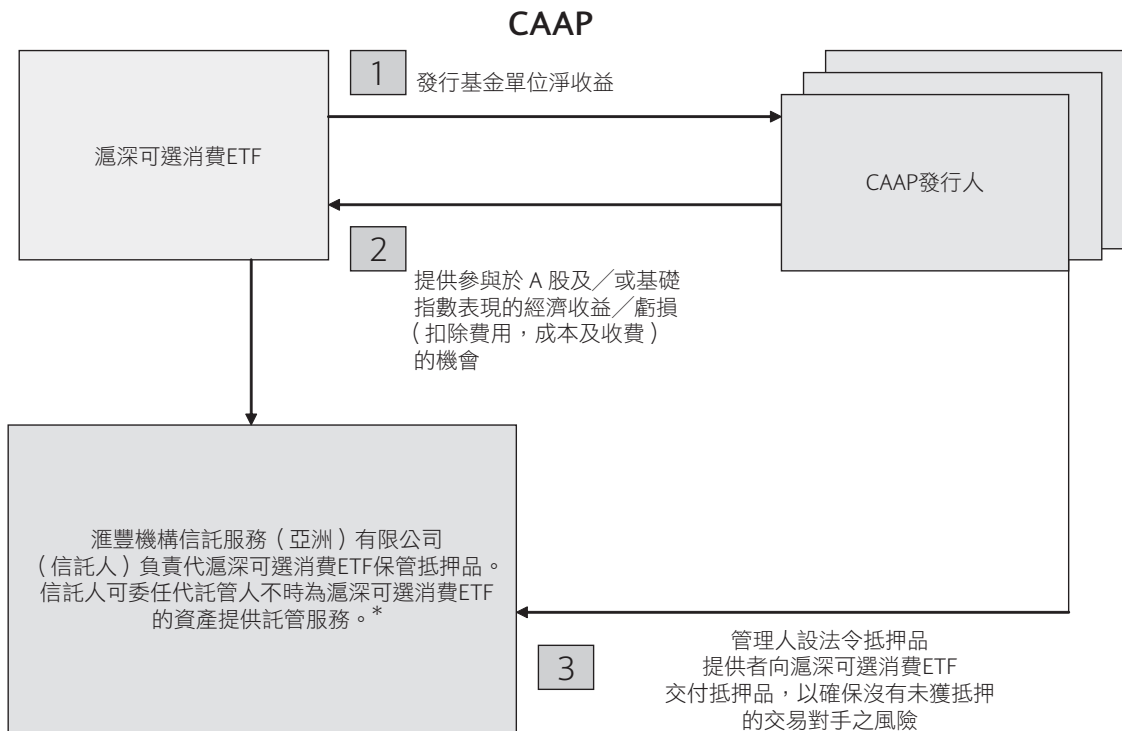 CAAP
1
發行基金單位淨收益
滬深可選消費ETF
CAAP發行人
2
提供參與於 A 股及／或基礎
指數表現的經濟收益／虧損
（扣除費用，成本及收費）
的機會
滙豐機構信託服務（亞洲）有限公司
（信託人）負責代滬深可選消費ETF保管抵押品。
信託人可委任代託管人不時為滬深可選消費ETF
的資產提供託管服務。*
3
管理人設法令抵押品
提供者向滬深可選消費ETF
交付抵押品，以確保沒有未獲抵押
的交易對手之風險